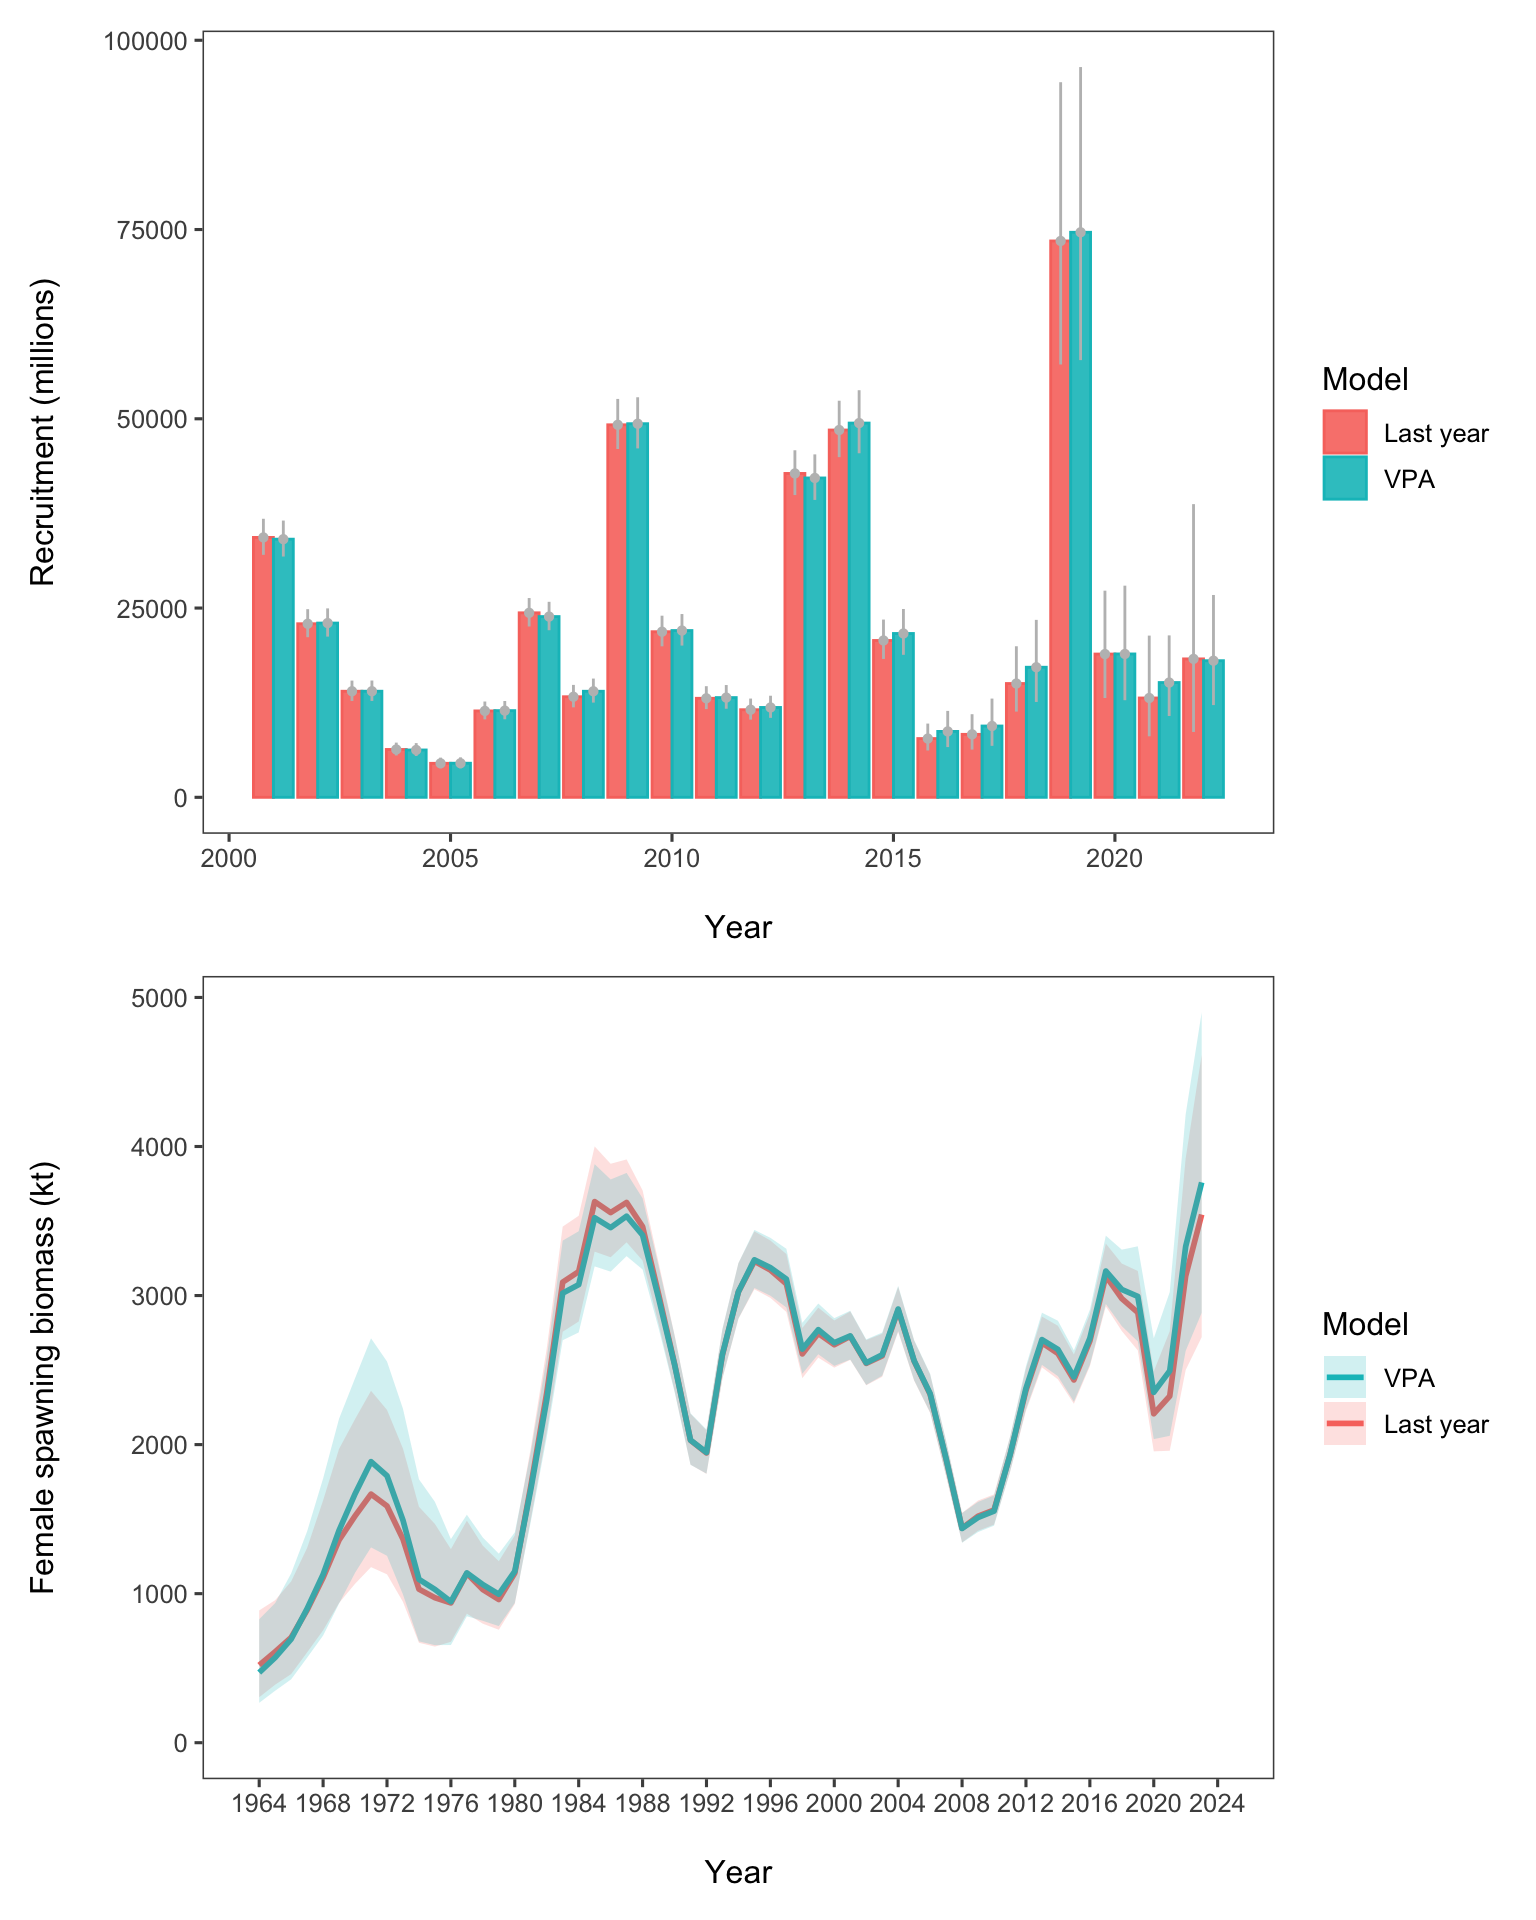 100000
75000
50000
25000
0
Recruitment (millions)
2000 2005 2010 2015 2020
Year
Model
Last year
VPA
5000
4000
3000
2000
1000
0
Female spawning biomass (kt)
1964 1968 1972 1976 1980 1984 1988 1992 1996 2000 2004 2008 2012 2016 2020 2024
Year
Model
VPA
Last year